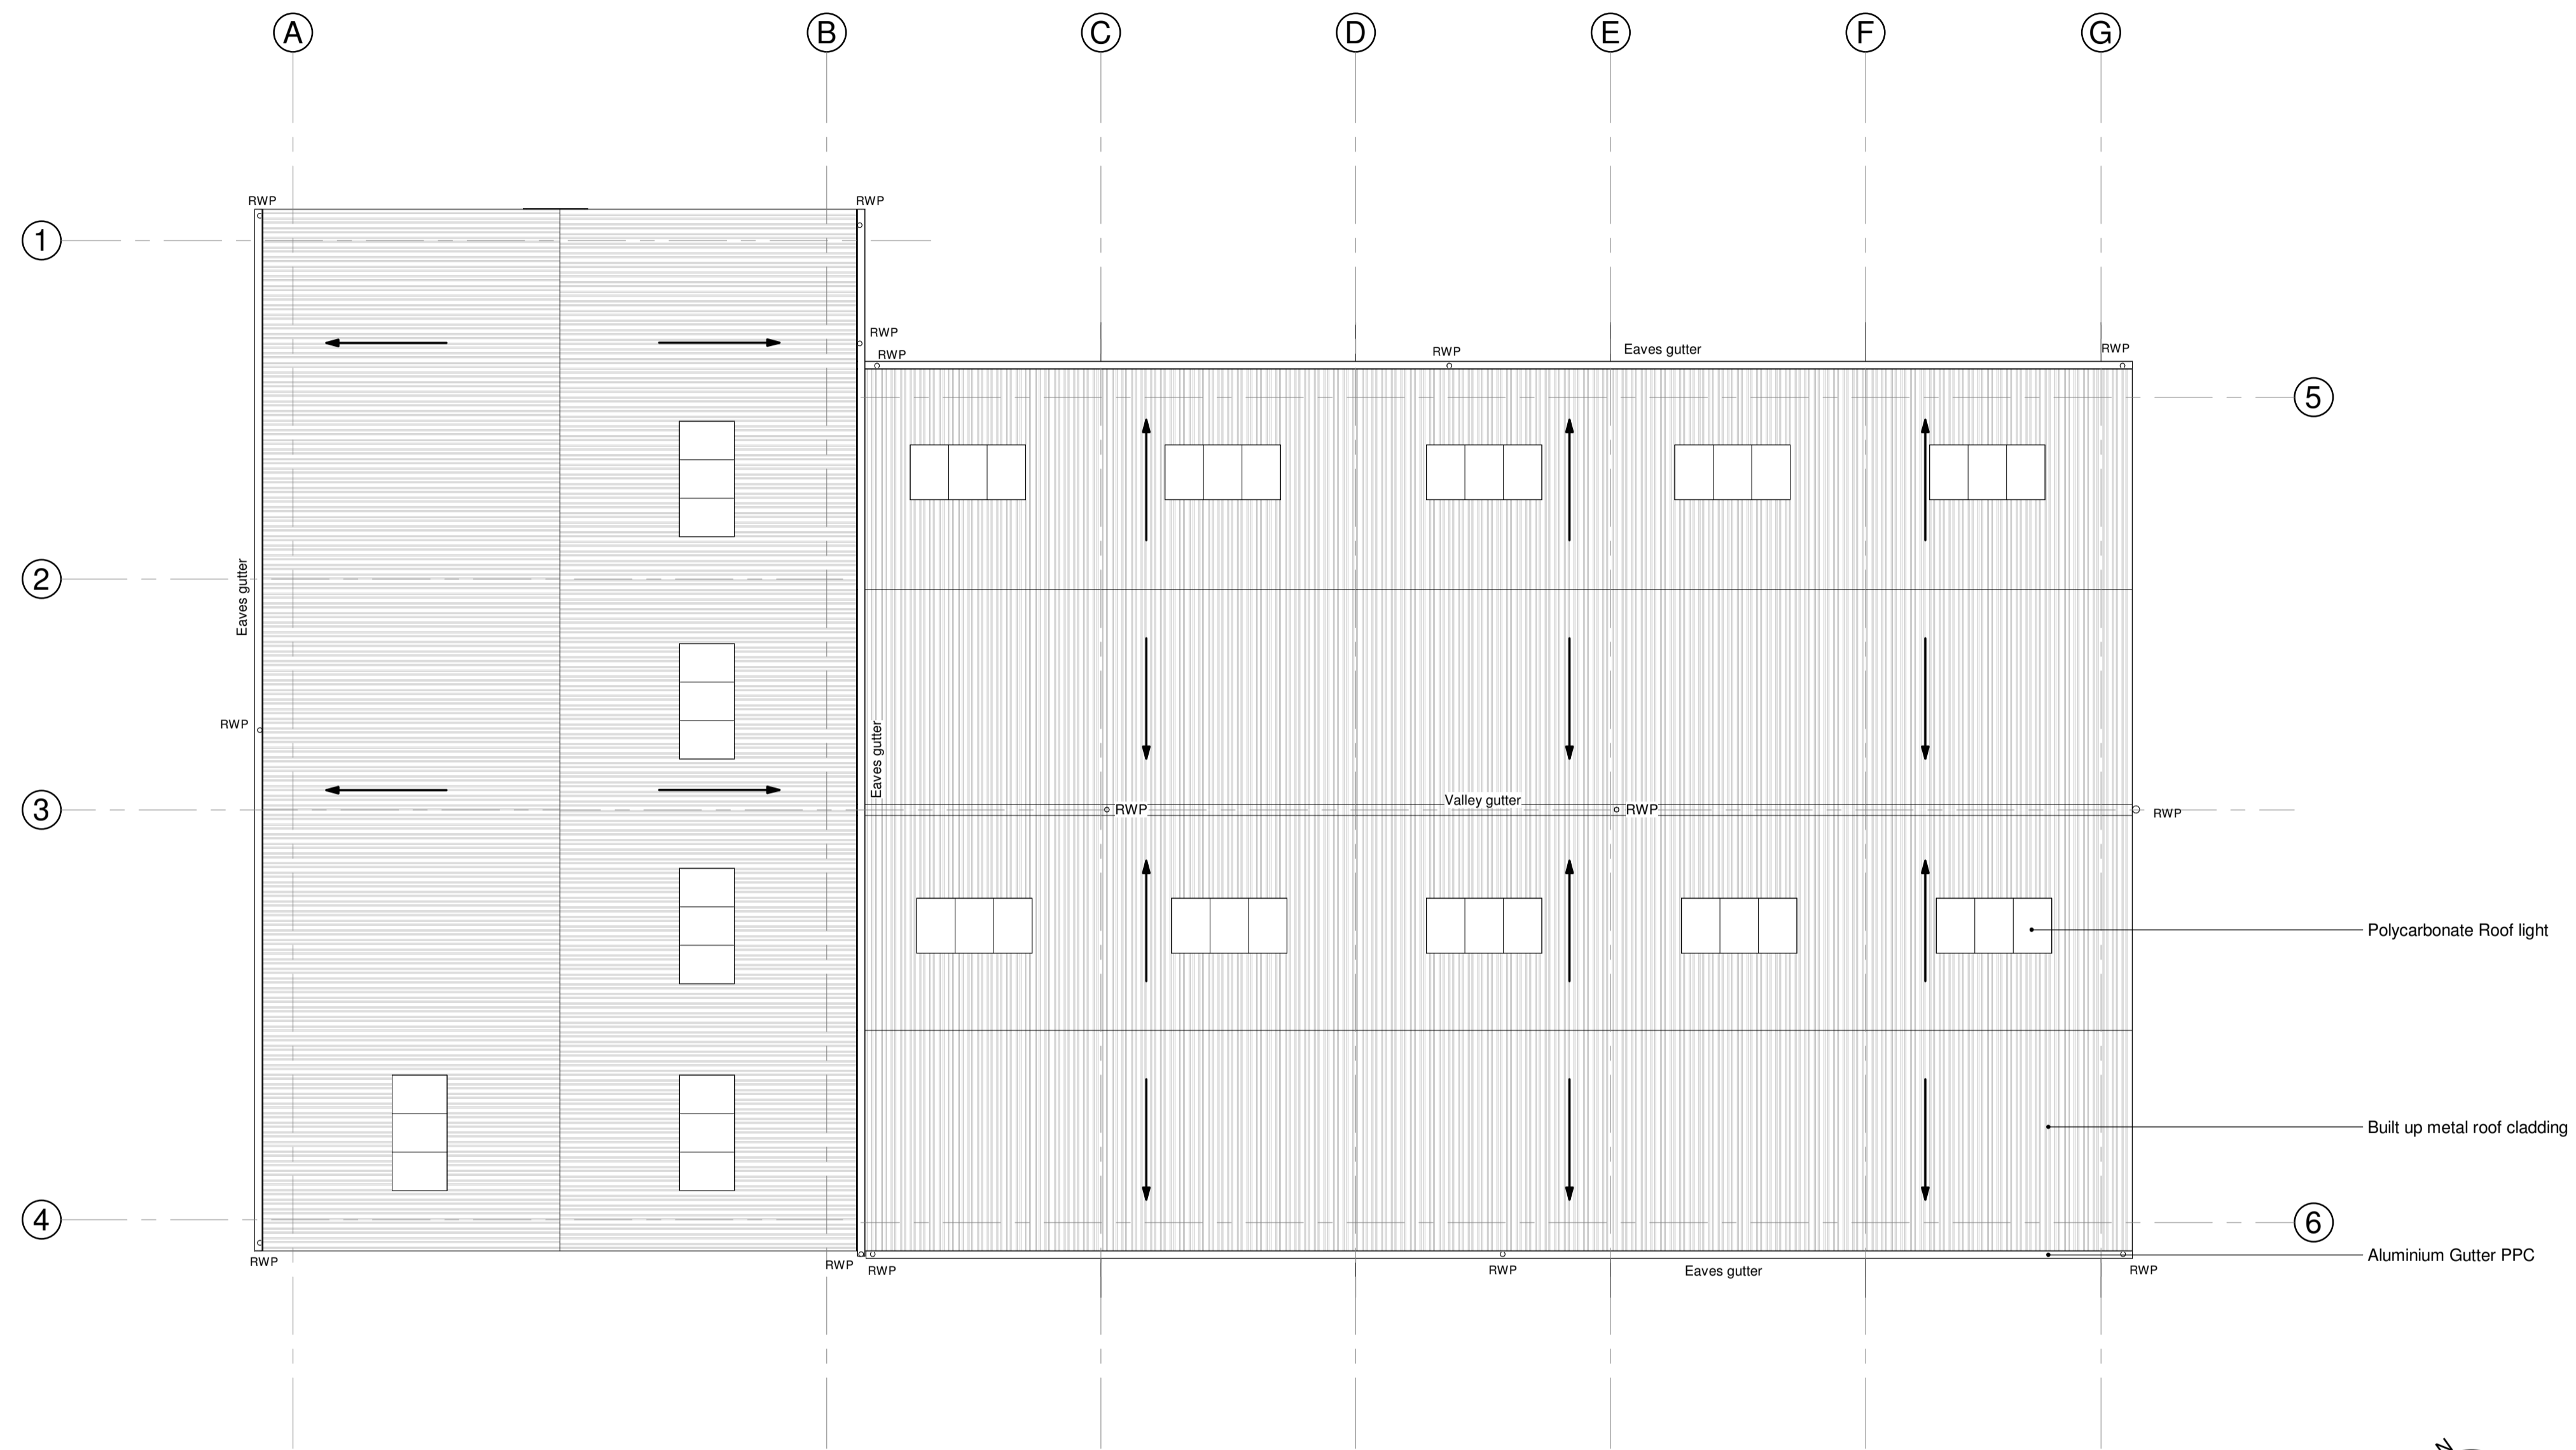 A B C D E F G
RWP RWP
1
RWP
RWP RWP Eaves gutter RWP
5
2
Eaves gutter
RWP
Eaves gutter
Valley gutter
3 RWP RWP RWP
Polycarbonate Roof light
Built up metal roof cladding
4 6
Aluminium Gutter PPC
RWP RWP RWP RWP Eaves gutter RWP
N